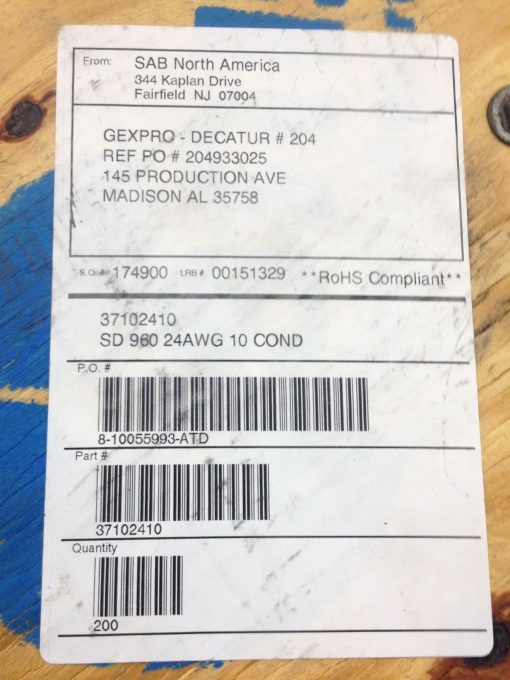 From: SAB North America
344 Kaplan Drive
Fairfield NJ 07004
GEXPRO - DECATUR # 204
REF PO # 204933025
145 PRODUCTION AVE
MADISON AL 35758
S.O.# 174900 LRB# 00151329 **RoHS Compliant**
37102410
SD 960 24AWG 10 COND
P.O. #
8-10055993-ATD
Part #
37102410
Quantity
200